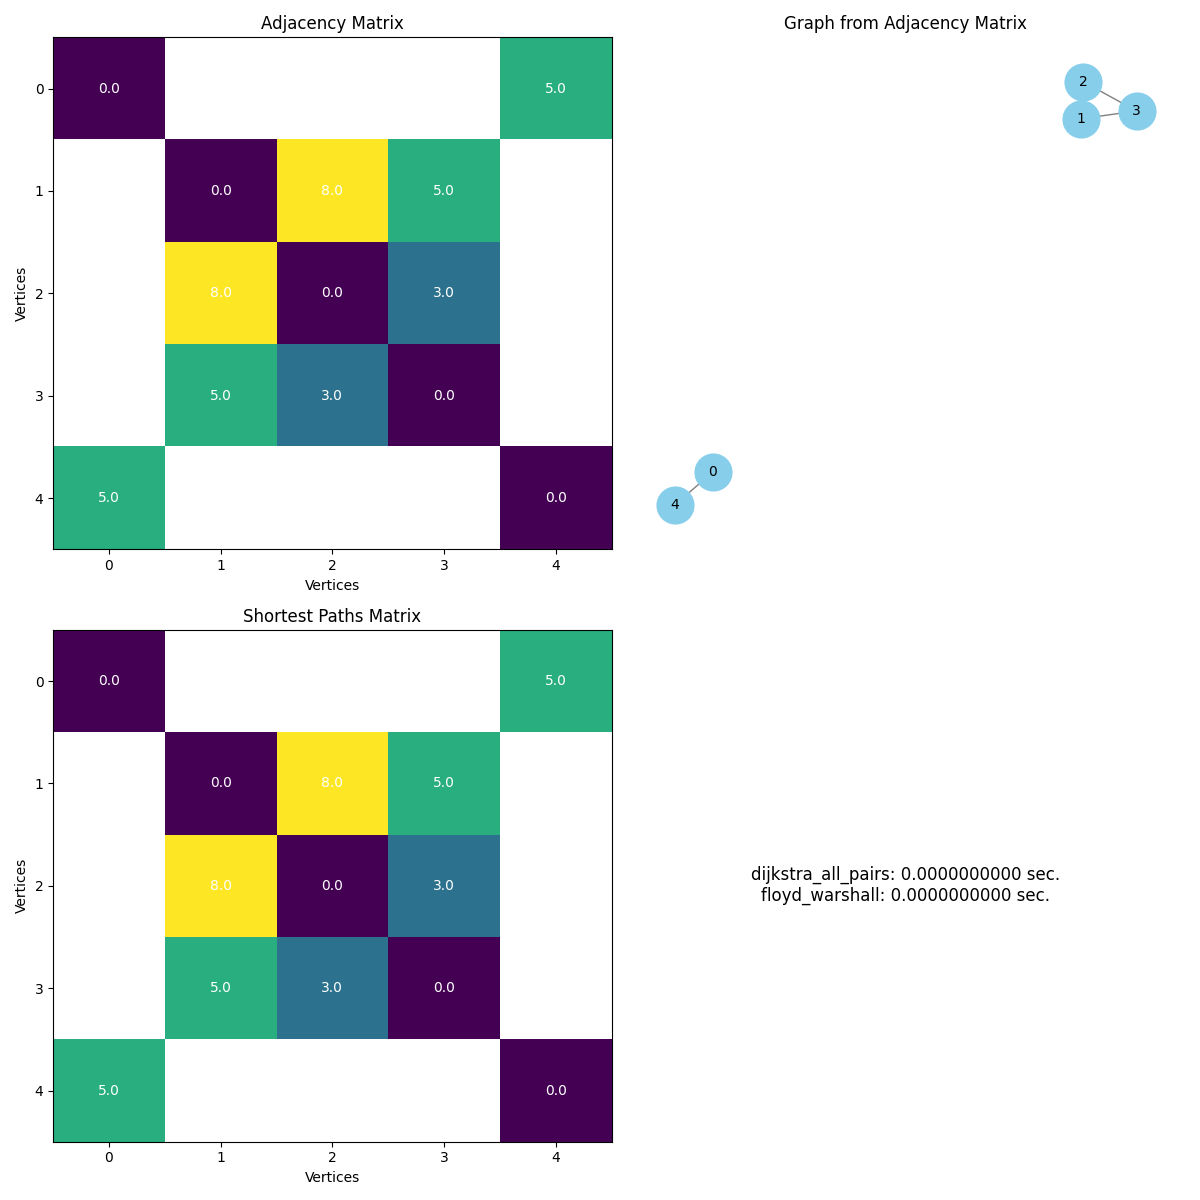 Adjacency Matrix
0 0.0 5.0
1 0.0 8.0 5.0
Vertices
2 8.0 0.0 3.0
3 5.0 3.0 0.0
4 5.0 0.0
0 1 2 3 4
Vertices
Graph from Adjacency Matrix
2
3
1
0
4
Shortest Paths Matrix
0 0.0 5.0
1 0.0 8.0 5.0
Vertices
2 8.0 0.0 3.0
3 5.0 3.0 0.0
4 5.0 0.0
0 1 2 3 4
Vertices
dijkstra_all_pairs: 0.0000000000 sec.
floyd_warshall: 0.0000000000 sec.